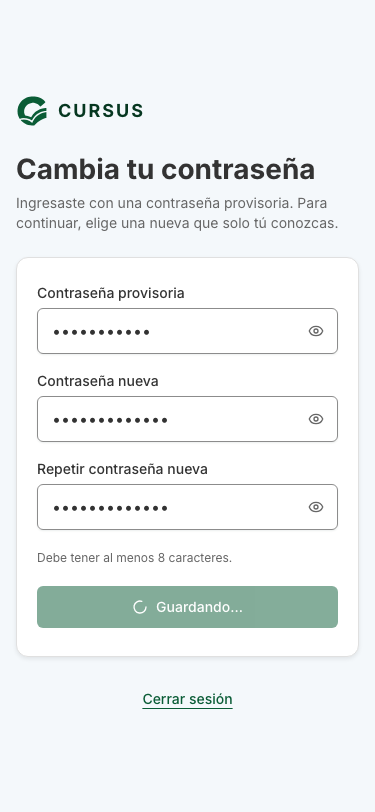 CURSUS
Cambia tu contraseña
Ingresaste con una contraseña provisoria. Para
continuar, elige una nueva que solo tú conozcas.
Contraseña provisoria
•••••••••••
Contraseña nueva
•••••••••••••
Repetir contraseña nueva
•••••••••••••
Debe tener al menos 8 caracteres.
Guardando...
Cerrar sesión